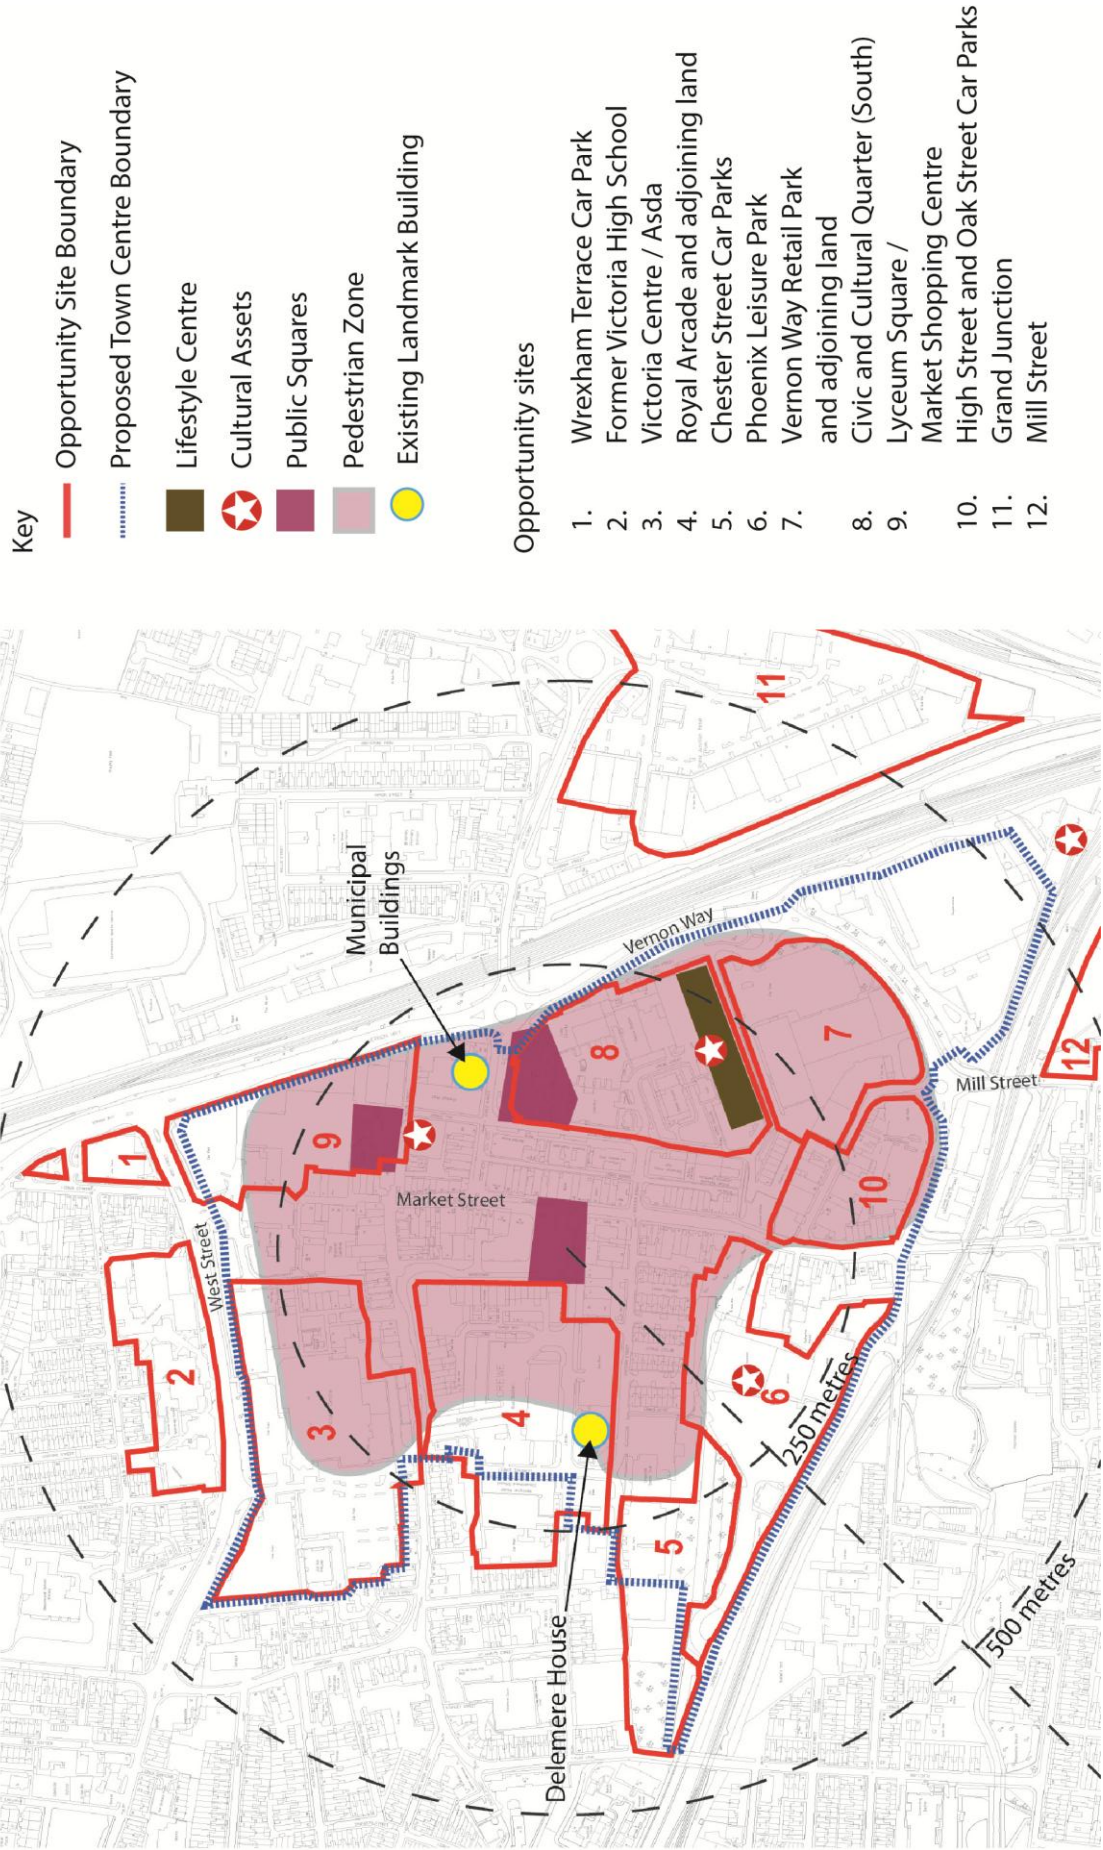 Key
Opportunity Site Boundary
Proposed Town Centre Boundary
Lifestyle Centre
Cultural Assets
Public Squares
Pedestrian Zone
Existing Landmark Building
Opportunity sites
1. Wrexham Terrace Car Park
2. Former Victoria High School
3. Victoria Centre / Asda
4. Royal Arcade and adjoining land
5. Chester Street Car Parks
6. Phoenix Leisure Park
7. Vernon Way Retail Park
and adjoining land
8. Civic and Cultural Quarter (South)
9. Lyceum Square /
Market Shopping Centre
10. High Street and Oak Street Car Parks
11. Grand Junction
12. Mill Street
1
2
West Street
3
9
Market Street
Municipal
Buildings
4
8
Vernon Way
Delemere House
5
6
7
10
11
12
Mill Street
250 metres
500 metres